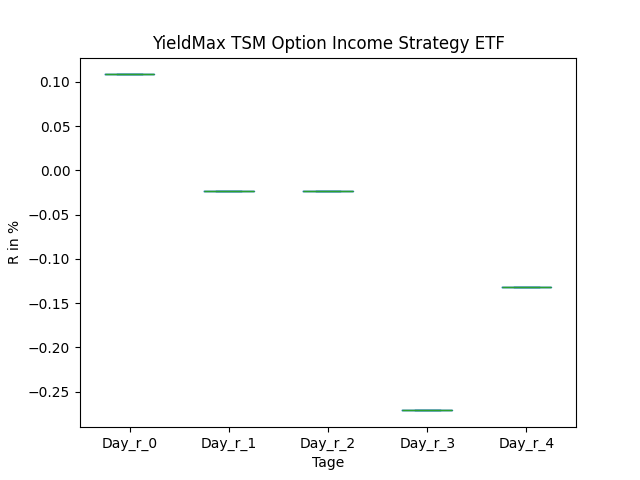 YieldMax TSM Option Income Strategy ETF
R in %
0.10
0.05
0.00
−0.05
−0.10
−0.15
−0.20
−0.25
Day_r_0 Day_r_1 Day_r_2 Day_r_3 Day_r_4
Tage